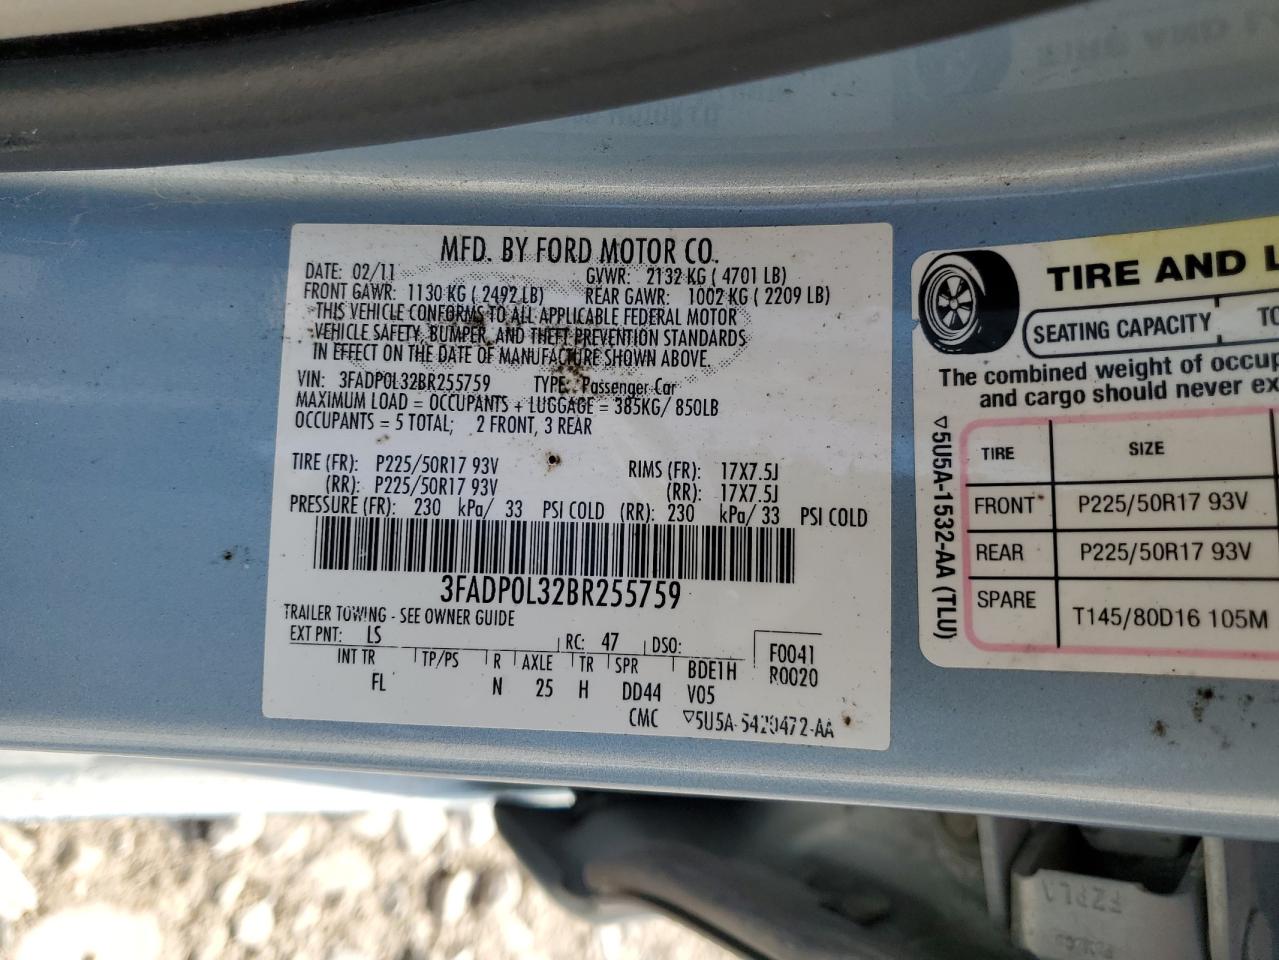 MFD. BY FORD MOTOR CO.
DATE: 02/11 GVWR: 2132 KG ( 4701 LB)
FRONT GAWR: 1130 KG ( 2492 LB) REAR GAWR: 1002 KG ( 2209 LB)
THIS VEHICLE CONFORMS TO ALL APPLICABLE FEDERAL MOTOR
VEHICLE SAFETY, BUMPER, AND THEFT PREVENTION STANDARDS
IN EFFECT ON THE DATE OF MANUFACTURE SHOWN ABOVE.
VIN: 3FADP0L32BR255759 TYPE: Passenger Car
MAXIMUM LOAD = OCCUPANTS + LUGGAGE = 385KG/ 850LB
OCCUPANTS = 5 TOTAL; 2 FRONT, 3 REAR
TIRE (FR): P225/50R17 93V RIMS (FR): 17X7.5J
(RR): P225/50R17 93V (RR): 17X7.5J
PRESSURE (FR): 230 kPa/ 33 PSI COLD (RR): 230 kPa/ 33 PSI COLD
3FADP0L32BR255759
TRAILER TOWING - SEE OWNER GUIDE
EXT PNT: LS RC: 47 DSO: F0041
INT TR TP/PS R AXLE TR SPR BDE1H R0020
FL N 25 H DD44 V05
CMC ▽5U5A-5420472-AA
TIRE AND L
SEATING CAPACITY TO
The combined weight of occup
and cargo should never ex
▽5U5A-1532-AA (TLU)
TIRE SIZE
FRONT P225/50R17 93V
REAR P225/50R17 93V
SPARE T145/80D16 105M